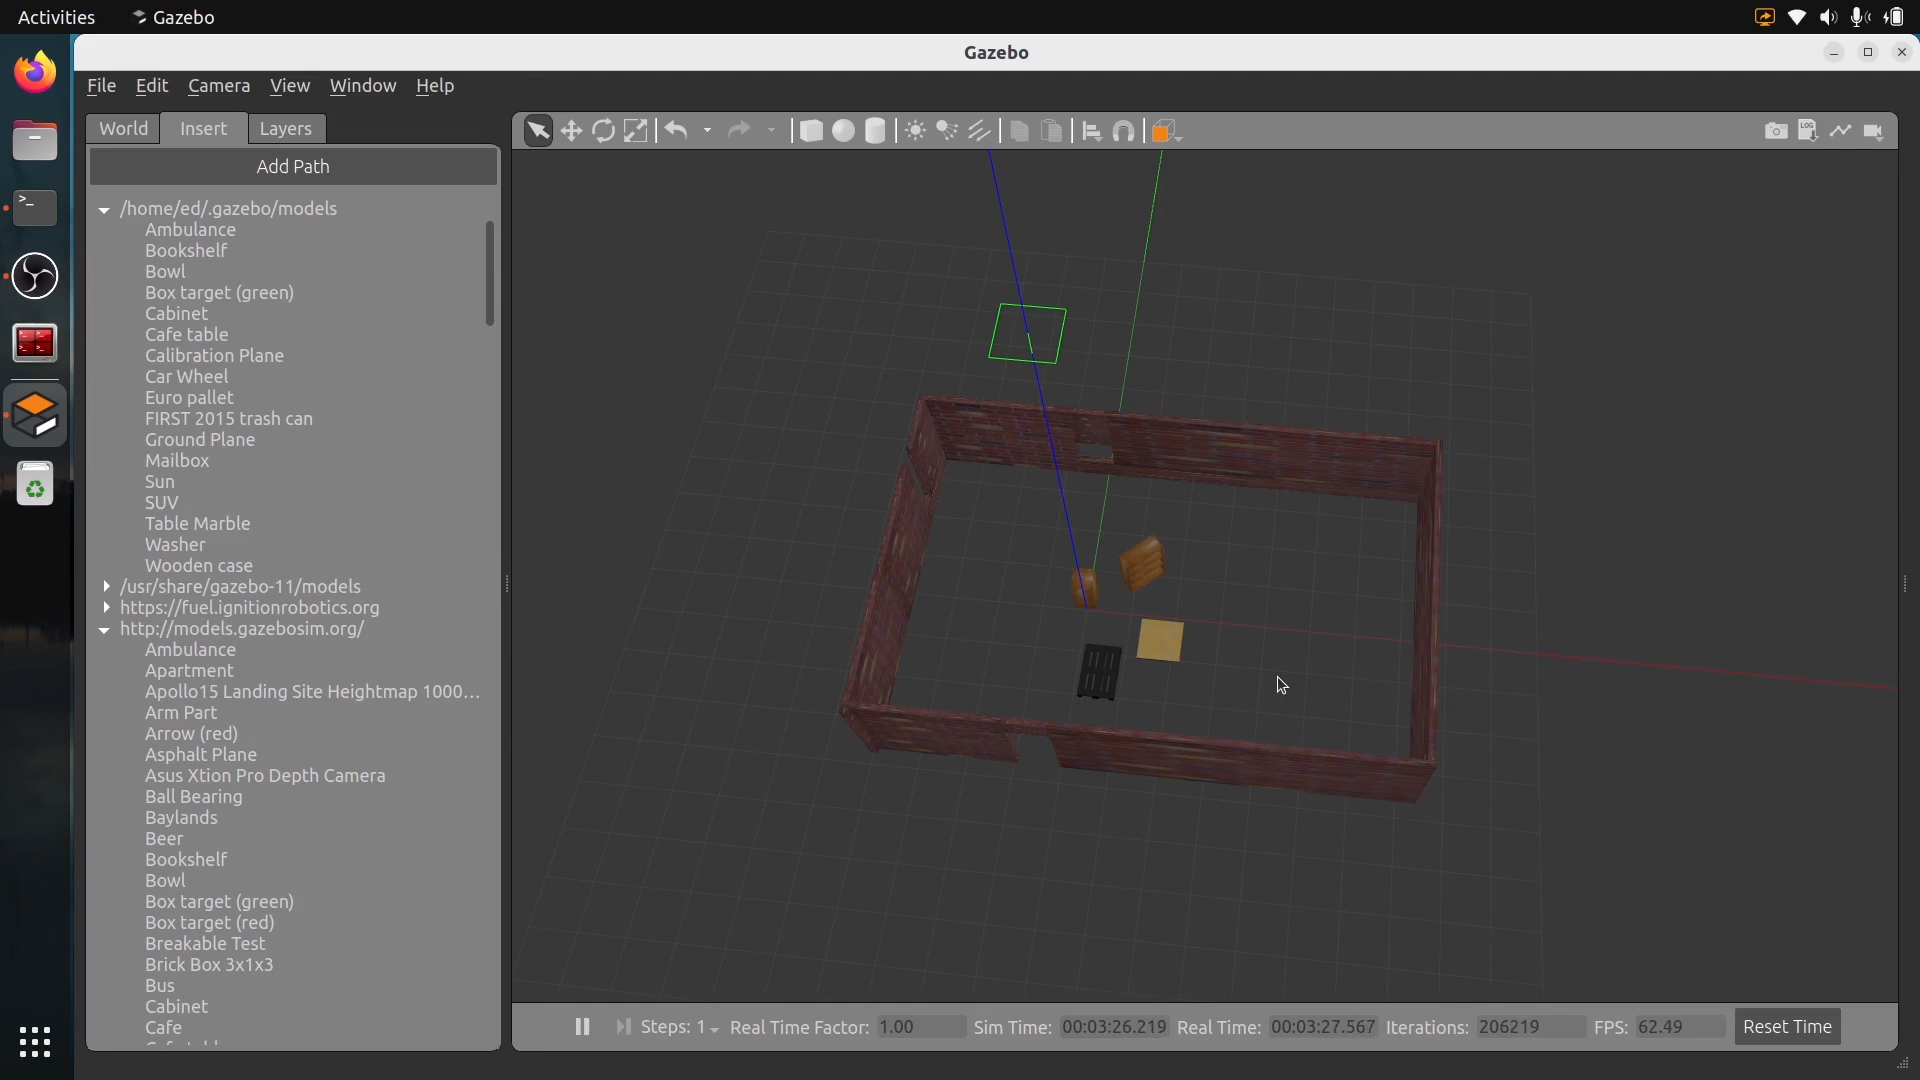 Activities
Gazebo
Gazebo
File
Edit
Camera
View
Window
Help
World
Insert
Layers
Add Path
/home/ed/.gazebo/models
Ambulance
Bookshelf
Bowl
Box target (green)
Cabinet
Cafe table
Calibration Plane
Car Wheel
Euro pallet
FIRST 2015 trash can
Ground Plane
Mailbox
Sun
SUV
Table Marble
Washer
Wooden case
/usr/share/gazebo-11/models
https://fuel.ignitionrobotics.org
http://models.gazebosim.org/
Ambulance
Apartment
Apollo15 Landing Site Heightmap 1000...
Arm Part
Arrow (red)
Asphalt Plane
Asus Xtion Pro Depth Camera
Ball Bearing
Baylands
Beer
Bookshelf
Bowl
Box target (green)
Box target (red)
Breakable Test
Brick Box 3x1x3
Bus
Cabinet
Cafe
LOG
Steps: 1
Real Time Factor: 1.00
Sim Time: 00:03:26.219
Real Time: 00:03:27.567
Iterations: 206219
FPS: 62.49
Reset Time